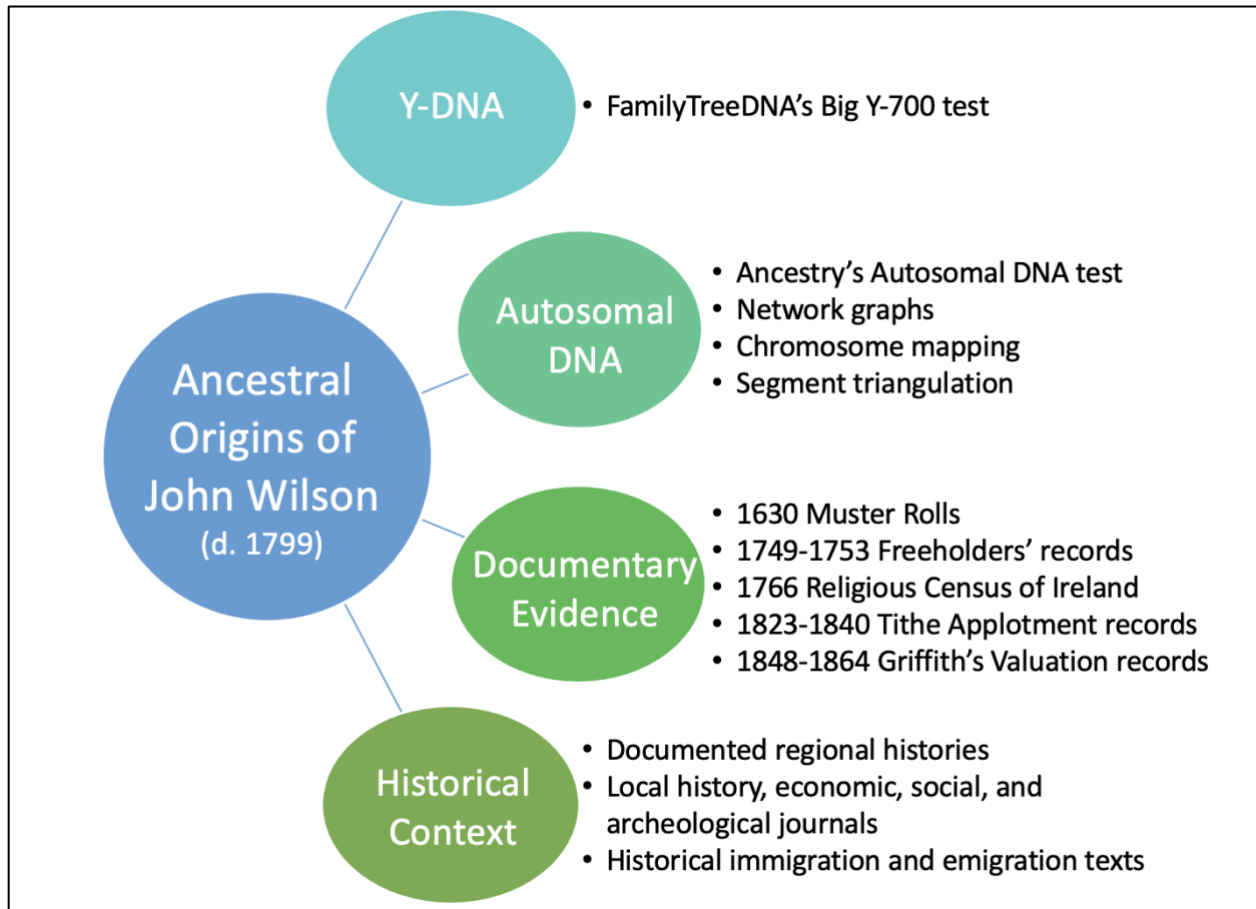 Y-DNA
• FamilyTreeDNA’s Big Y-700 test
Autosomal
DNA
• Ancestry’s Autosomal DNA test
• Network graphs
• Chromosome mapping
• Segment triangulation
Ancestral
Origins of
John Wilson
(d. 1799)
Documentary
Evidence
• 1630 Muster Rolls
• 1749-1753 Freeholders’ records
• 1766 Religious Census of Ireland
• 1823-1840 Tithe Applotment records
• 1848-1864 Griffith’s Valuation records
Historical
Context
• Documented regional histories
• Local history, economic, social, and
archeological journals
• Historical immigration and emigration texts